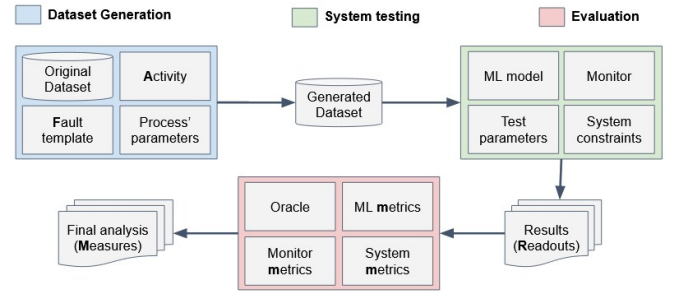 Dataset Generation
System testing
Evaluation
Original
Dataset
Activity
Fault
template
Process'
parameters
Generated
Dataset
ML model
Monitor
Test
parameters
System
constraints
Final analysis
(Measures)
Oracle
ML metrics
Monitor
metrics
System
metrics
Results
(Readouts)